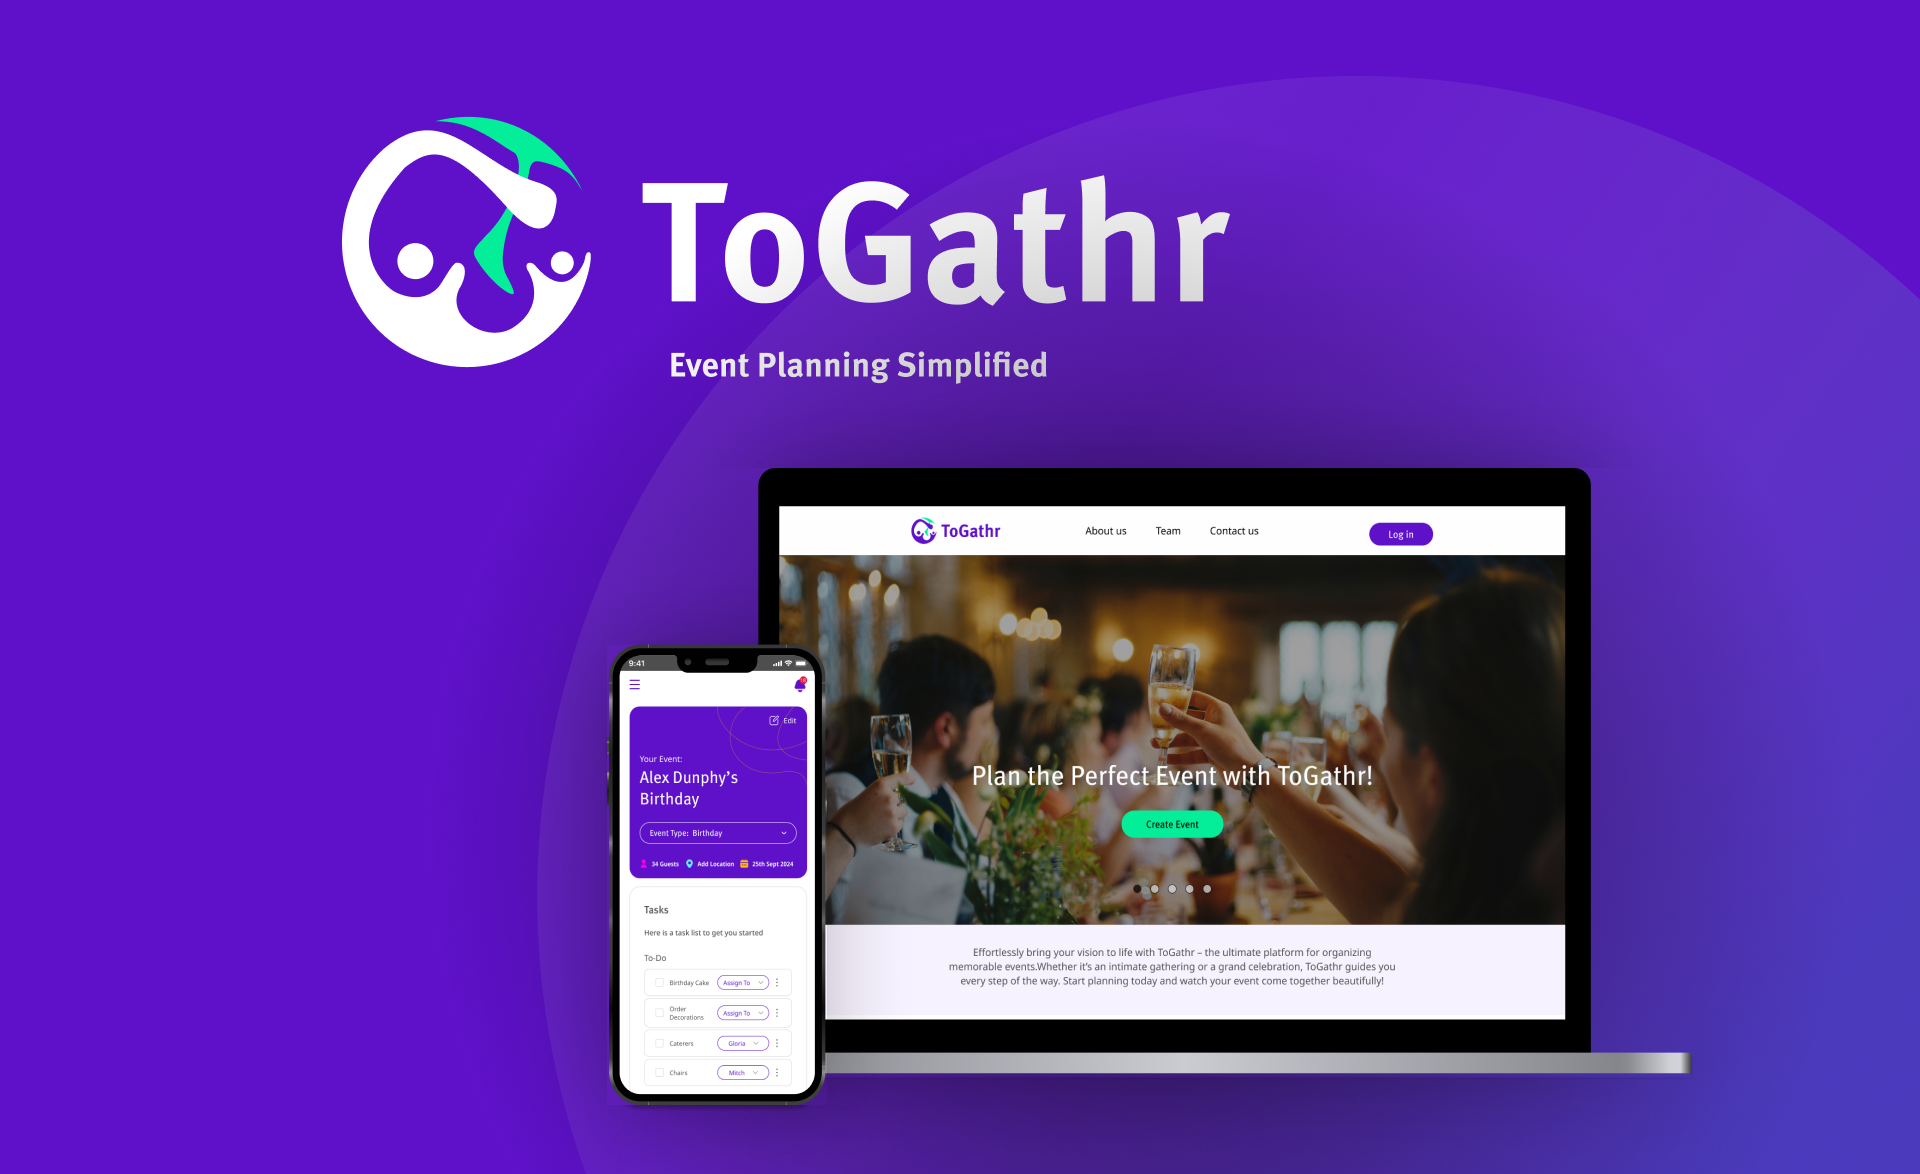 ToGathr
Event Planning Simplified
ToGathr
About us
Team
Contact us
Log in
Plan the Perfect Event with ToGathr!
Create Event
Effortlessly bring your vision to life with ToGathr – the ultimate platform for organizing
memorable events.Whether it's an intimate gathering or a grand celebration, ToGathr guides you
every step of the way. Start planning today and watch your event come together beautifully!
9:41
Edit
Your Event:
Alex Dunphy's
Birthday
Event Type: Birthday
34 Guests
Add Location
25th Sept 2024
Tasks
Here is a task list to get you started
To-Do
Birthday Cake
Assign To
Order
Decorations
Assign To
Caterers
Gloria
Chairs
Mitch